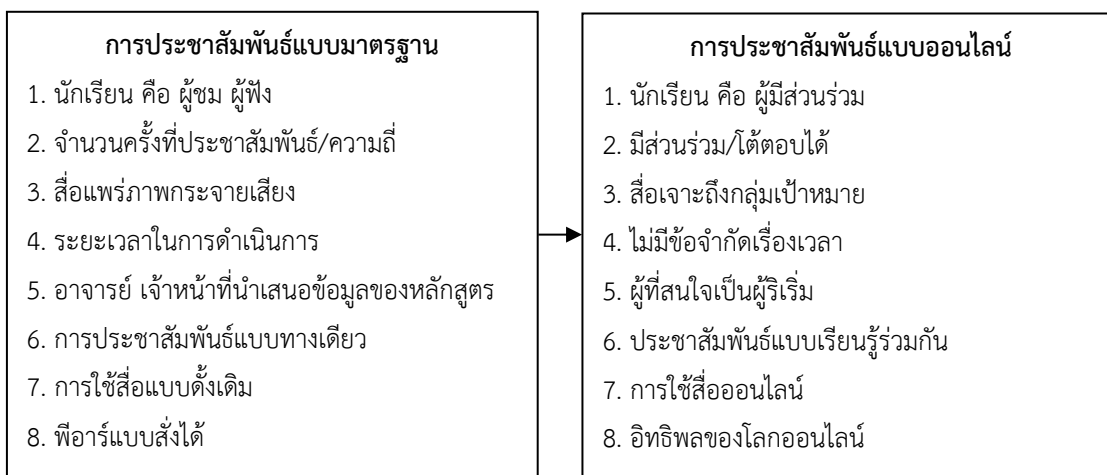 การประชาสัมพันธ์แบบมาตรฐาน
1. นักเรียน คือ ผู้ชม ผู้ฟัง
2. จำนวนครั้งที่ประชาสัมพันธ์/ความถี่
3. สื่อแพร่ภาพกระจายเสียง
4. ระยะเวลาในการดำเนินการ
5. อาจารย์ เจ้าหน้าที่นำเสนอข้อมูลของหลักสูตร
6. การประชาสัมพันธ์แบบทางเดียว
7. การใช้สื่อแบบดั้งเดิม
8. พีอาร์แบบสั่งได้
การประชาสัมพันธ์แบบออนไลน์
1. นักเรียน คือ ผู้มีส่วนร่วม
2. มีส่วนร่วม/โต้ตอบได้
3. สื่อเจาะถึงกลุ่มเป้าหมาย
4. ไม่มีข้อจำกัดเรื่องเวลา
5. ผู้ที่สนใจเป็นผู้ริเริ่ม
6. ประชาสัมพันธ์แบบเรียนรู้ร่วมกัน
7. การใช้สื่อออนไลน์
8. อิทธิพลของโลกออนไลน์